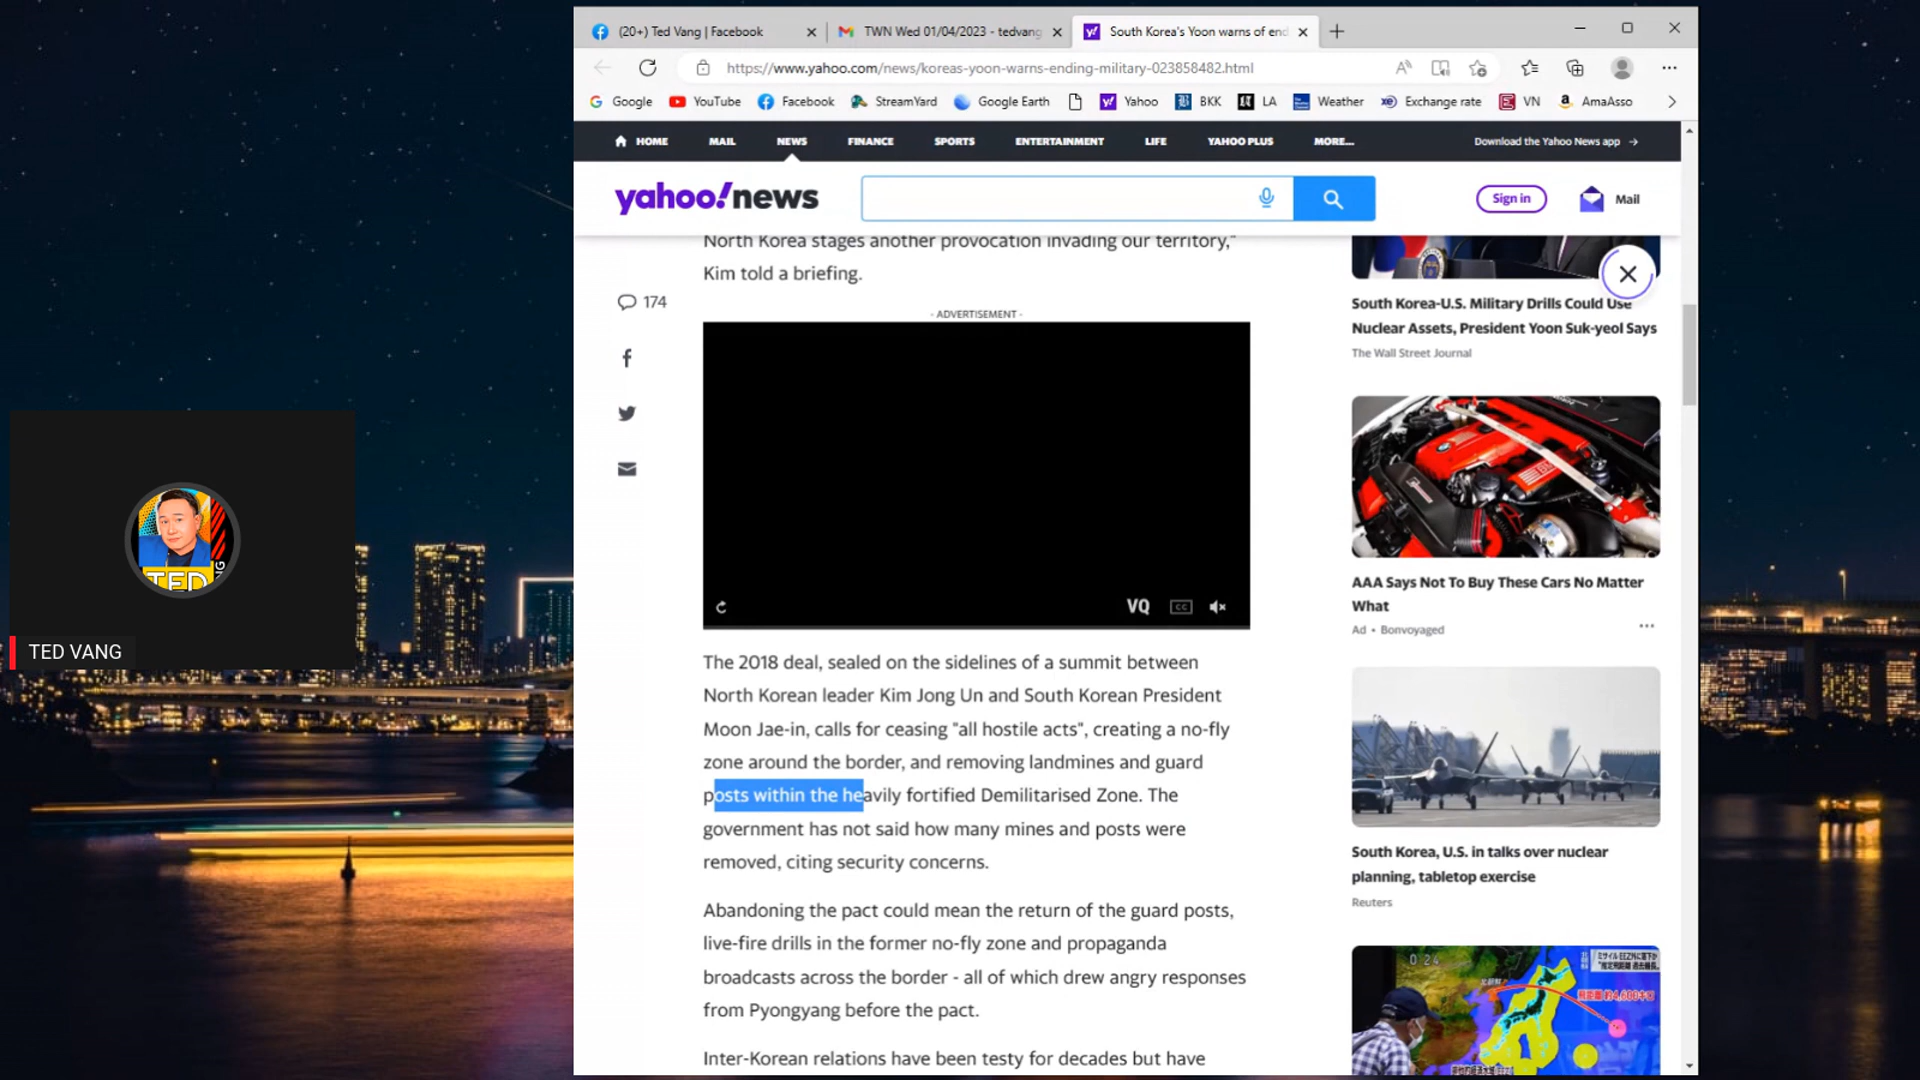 (20+) Ted Vang | Facebook
TWN Wed 01/04/2023 - tedvang
South Korea's Yoon warns of end
https://www.yahoo.com/news/koreas-yoon-warns-ending-military-023858482.html
Google YouTube Facebook StreamYard Google Earth Yahoo BKK LA Weather Exchange rate VN AmaAsso
HOME MAIL NEWS FINANCE SPORTS ENTERTAINMENT LIFE YAHOO PLUS MORE... Download the Yahoo News app →
yahoo!news
Sign in
Mail
North Korea stages another provocation invading our territory,"
Kim told a briefing.
174
- ADVERTISEMENT -
VQ
CC
The 2018 deal, sealed on the sidelines of a summit between
North Korean leader Kim Jong Un and South Korean President
Moon Jae-in, calls for ceasing "all hostile acts", creating a no-fly
zone around the border, and removing landmines and guard
posts within the heavily fortified Demilitarised Zone. The
government has not said how many mines and posts were
removed, citing security concerns.
Abandoning the pact could mean the return of the guard posts,
live-fire drills in the former no-fly zone and propaganda
broadcasts across the border - all of which drew angry responses
from Pyongyang before the pact.
Inter-Korean relations have been testy for decades but have
South Korea-U.S. Military Drills Could Use
Nuclear Assets, President Yoon Suk-yeol Says
The Wall Street Journal
AAA Says Not To Buy These Cars No Matter
What
Ad • Bonvoyaged
South Korea, U.S. in talks over nuclear
planning, tabletop exercise
Reuters
0:24
TED
TED VANG